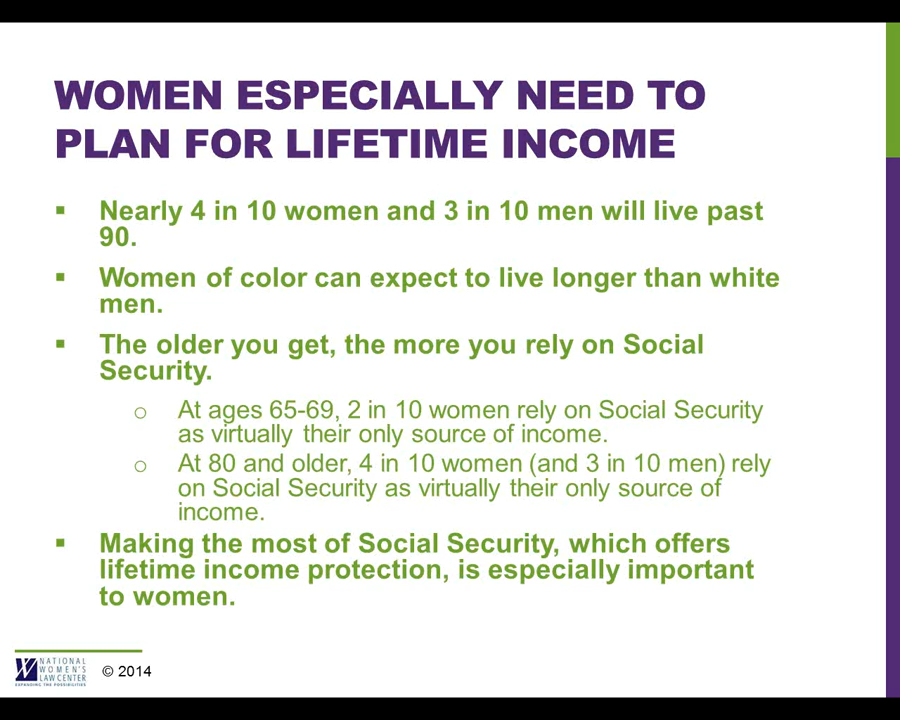 WOMEN ESPECIALLY NEED TO
PLAN FOR LIFETIME INCOME
▪ Nearly 4 in 10 women and 3 in 10 men will live past
90.
▪ Women of color can expect to live longer than white
men.
▪ The older you get, the more you rely on Social
Security.
o At ages 65-69, 2 in 10 women rely on Social Security
as virtually their only source of income.
o At 80 and older, 4 in 10 women (and 3 in 10 men) rely
on Social Security as virtually their only source of
income.
▪ Making the most of Social Security, which offers
lifetime income protection, is especially important
to women.
W
NATIONAL
WOMEN'S
LAW CENTER
EXPANDING THE POSSIBILITIES
© 2014